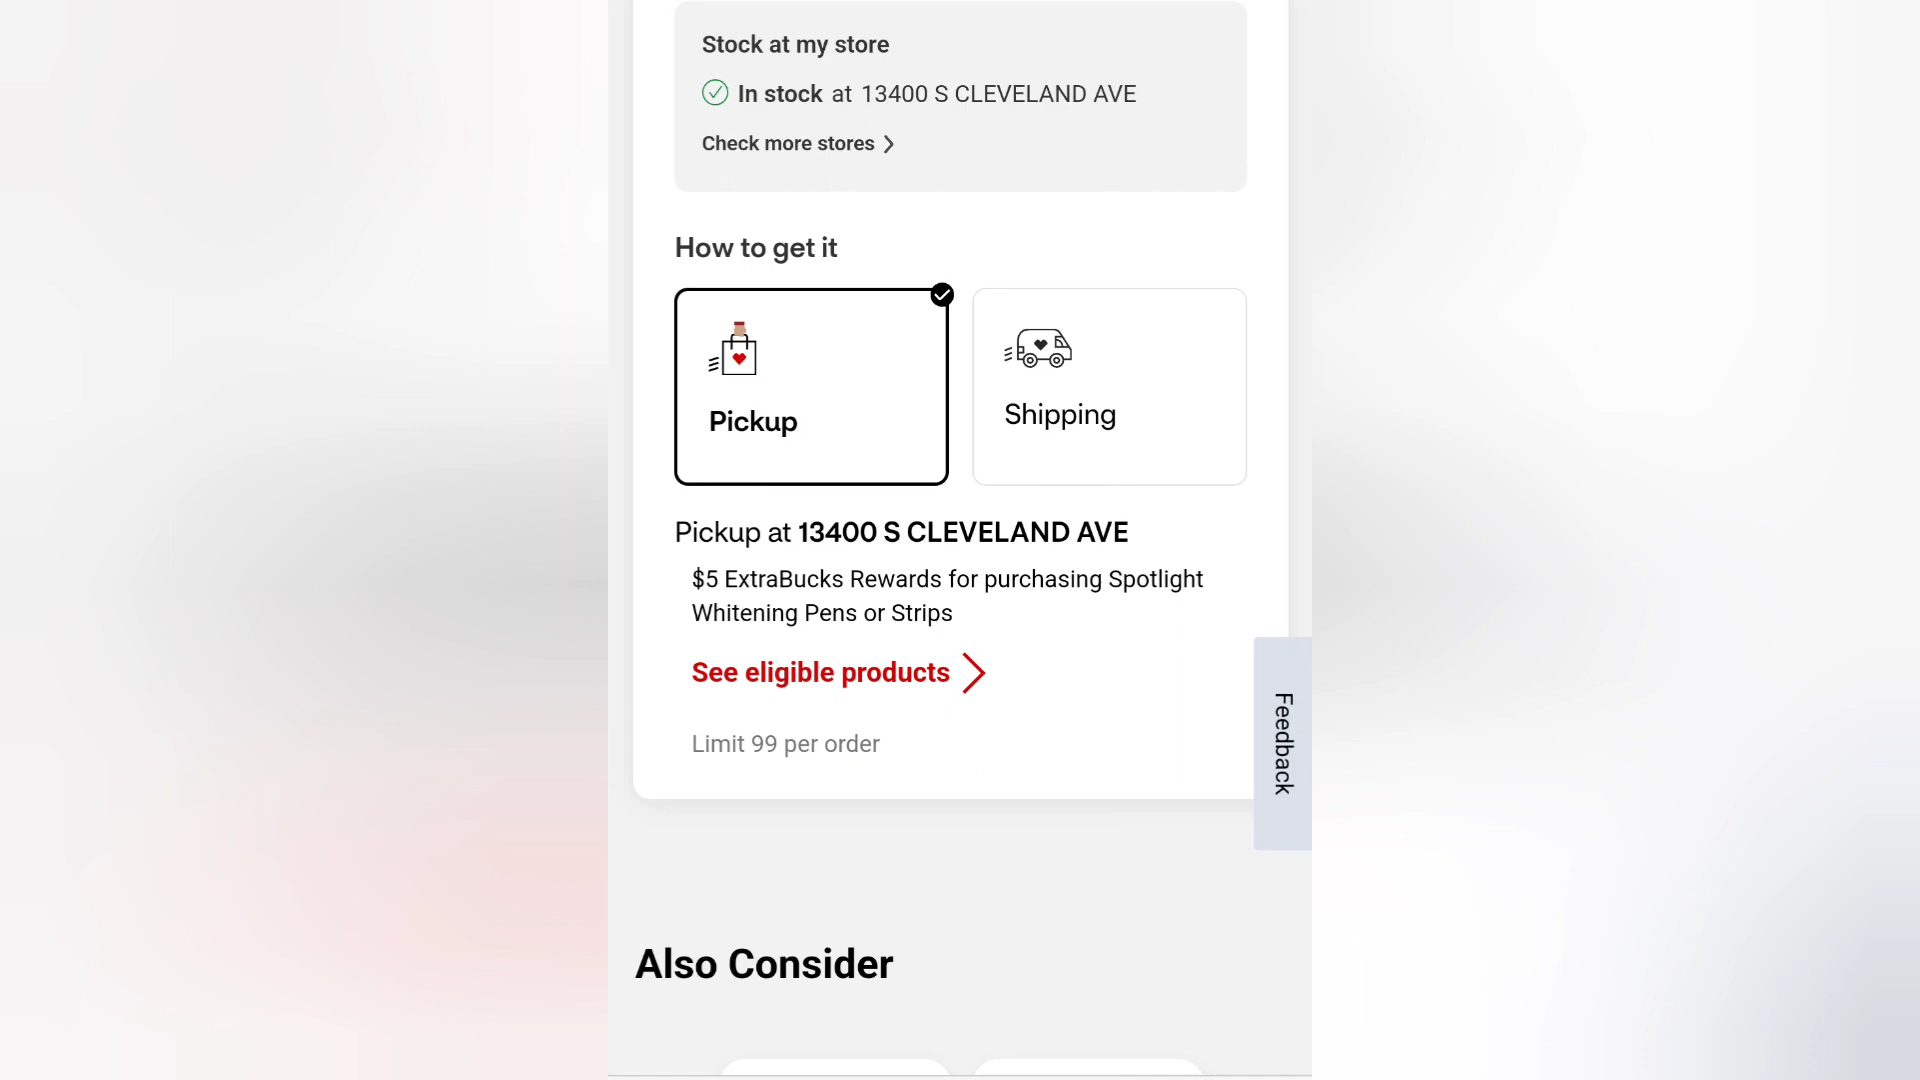 Stock at my store
In stock at 13400 S CLEVELAND AVE
Check more stores
How to get it
Pickup
Shipping
Pickup at 13400 S CLEVELAND AVE
$5 ExtraBucks Rewards for purchasing Spotlight
Whitening Pens or Strips
See eligible products
Limit 99 per order
Feedback
Also Consider